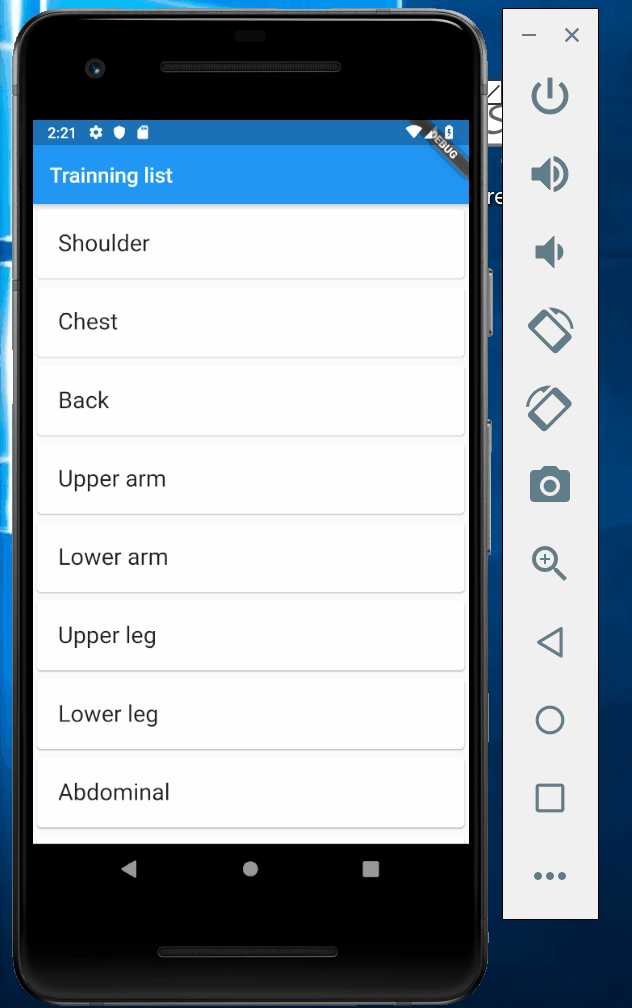 2:21
DEBUG
Trainning list
Shoulder
Chest
Back
Upper arm
Lower arm
Upper leg
Lower leg
Abdominal